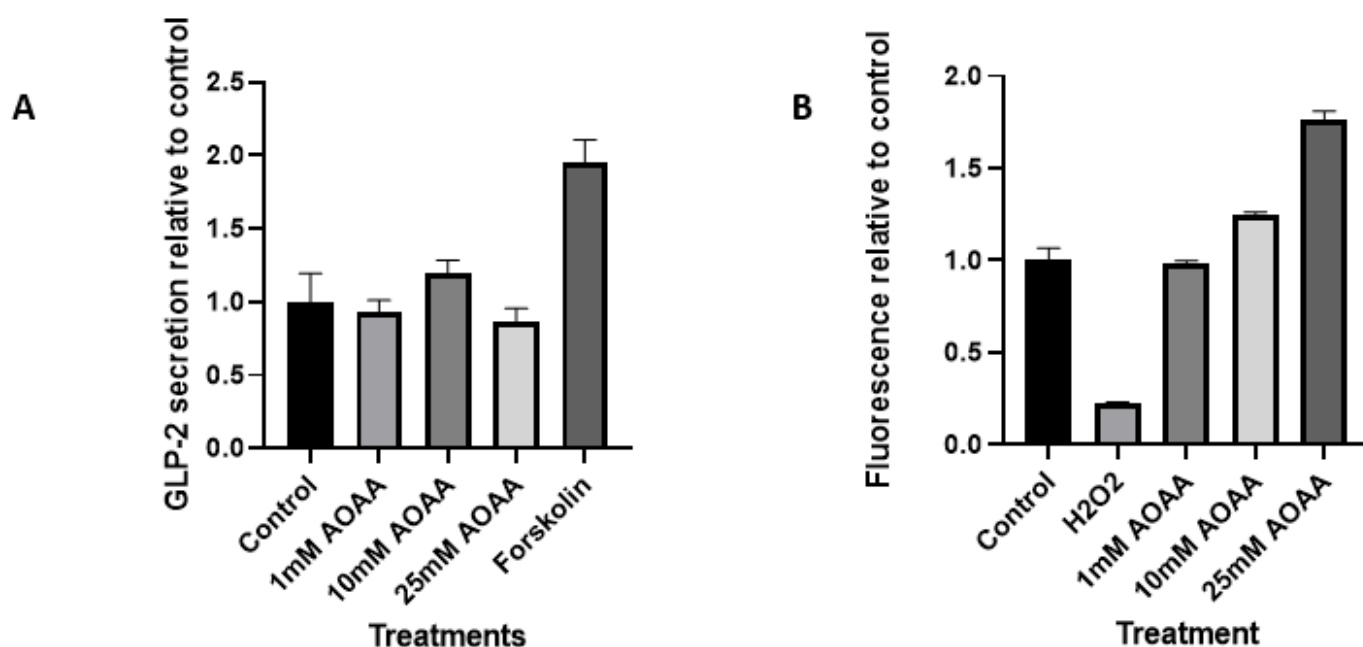 A
GLP-2 secretion relative to control
2.5
2.0
1.5
1.0
0.5
0.0
Control
1mM AOAA
10mM AOAA
25mM AOAA
Forskolin
Treatments
B
Fluorescence relative to control
2.0
1.5
1.0
0.5
0.0
Control
H2O2
1mM AOAA
10mM AOAA
25mM AOAA
Treatment